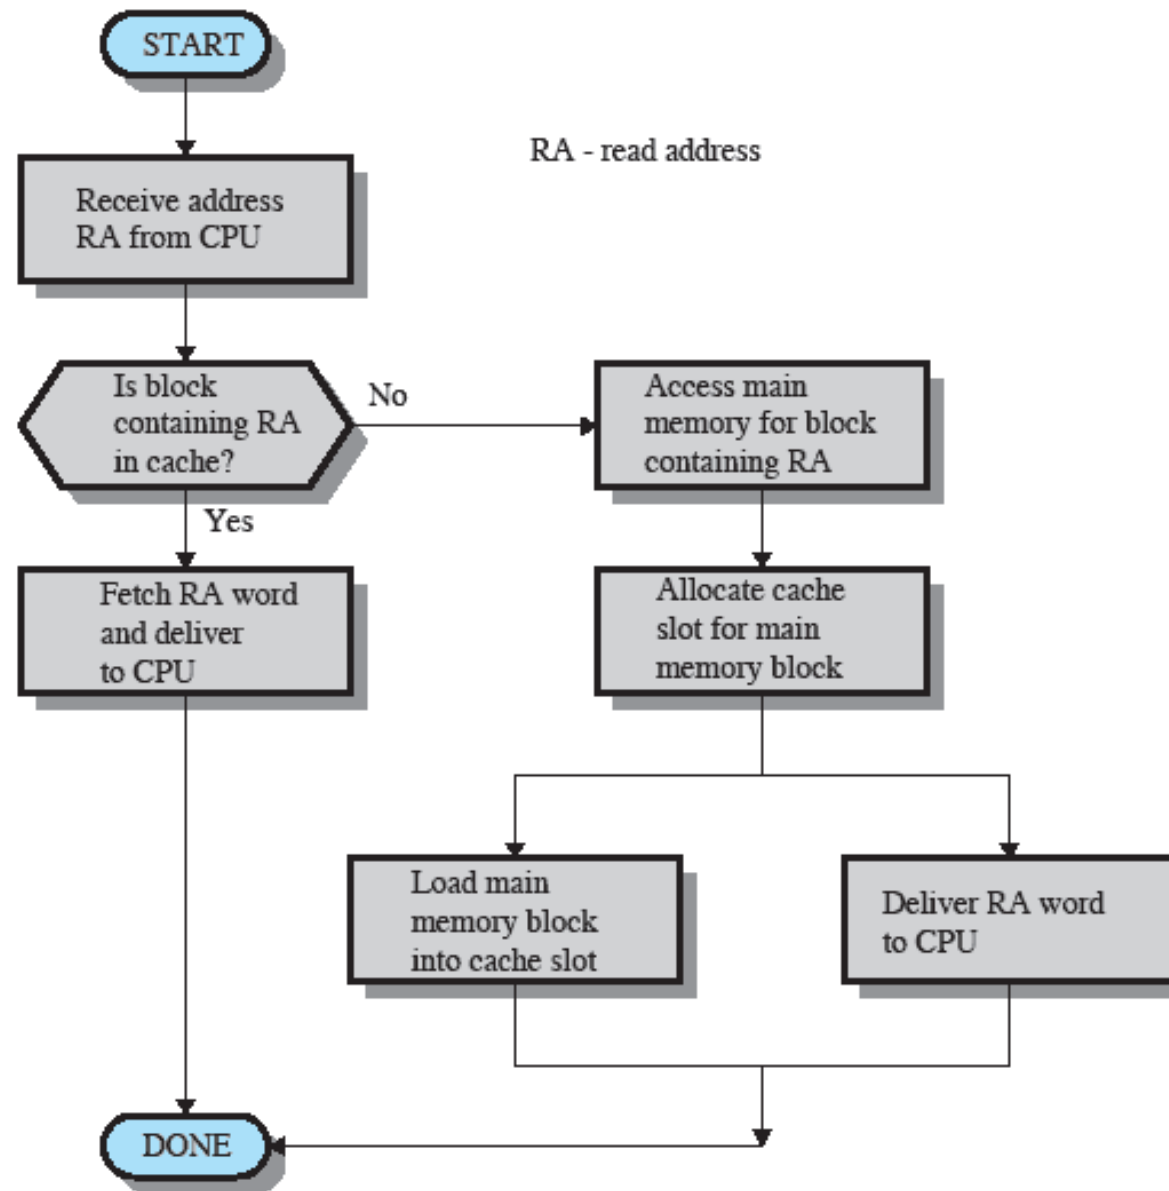 START
RA - read address
Receive address
RA from CPU
Is block
containing RA
in cache?
No
Access main
memory for block
containing RA
Yes
Fetch RA word
and deliver
to CPU
Allocate cache
slot for main
memory block
Load main
memory block
into cache slot
Deliver RA word
to CPU
DONE